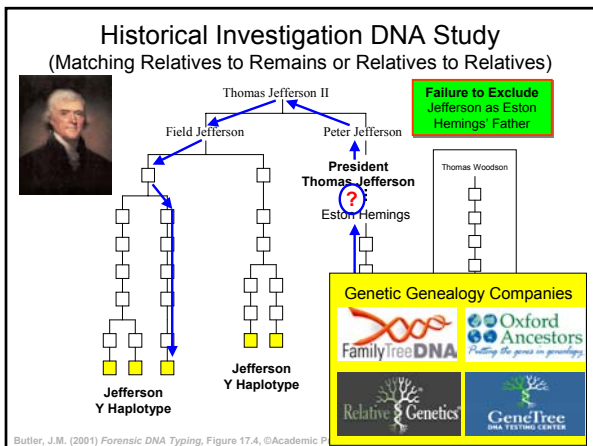 Historical Investigation DNA Study
(Matching Relatives to Remains or Relatives to Relatives)
Thomas Jefferson II
Failure to Exclude
Jefferson as Eston
Hemings' Father
Field Jefferson
Peter Jefferson
President
Thomas Jefferson
Thomas Woodson
?
Eston Hemings
Genetic Genealogy Companies
FamilyTreeDNA
Oxford
Ancestors
Putting the genes in genealogy
Relative Genetics
GeneTree
DNA TESTING CENTER
Jefferson
Y Haplotype
Jefferson
Y Haplotype
Butler, J.M. (2001) Forensic DNA Typing, Figure 17.4, ©Academic P